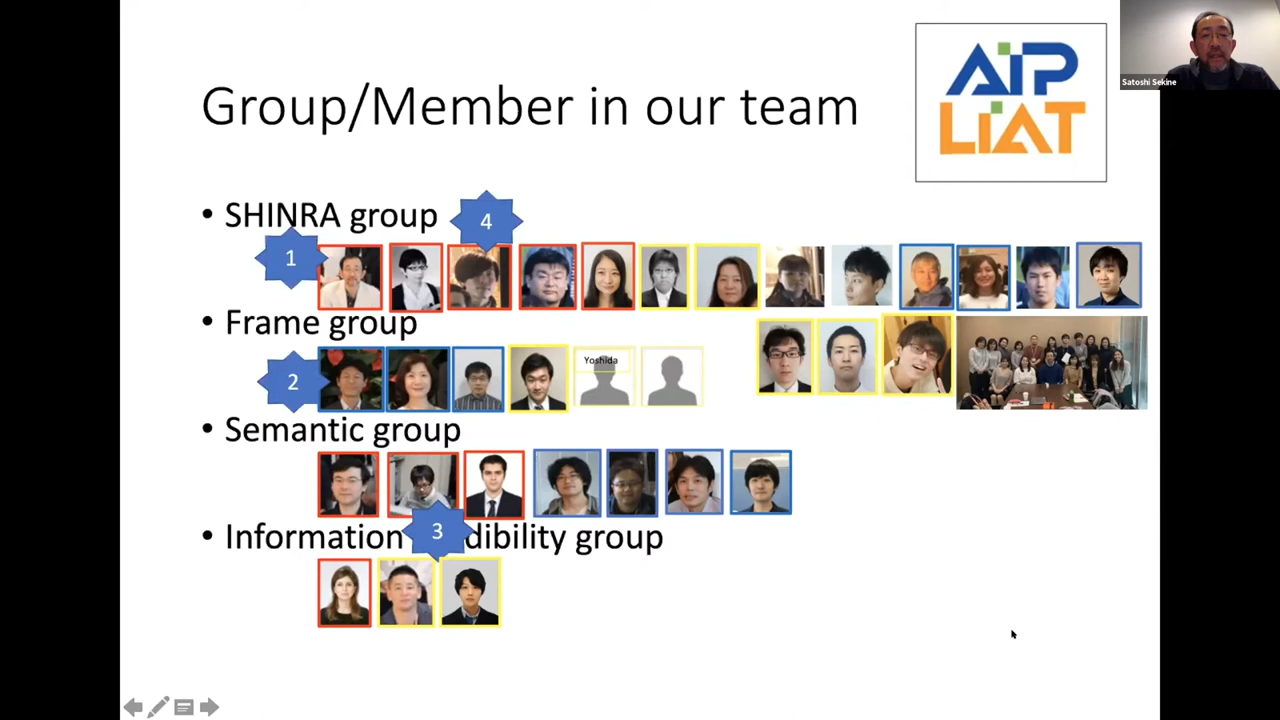 Group/Member in our team
AIP
LIAT
Satoshi Sekine
• SHINRA group
4
1
• Frame group
2
Yoshida
• Semantic group
• Information dibility group
3